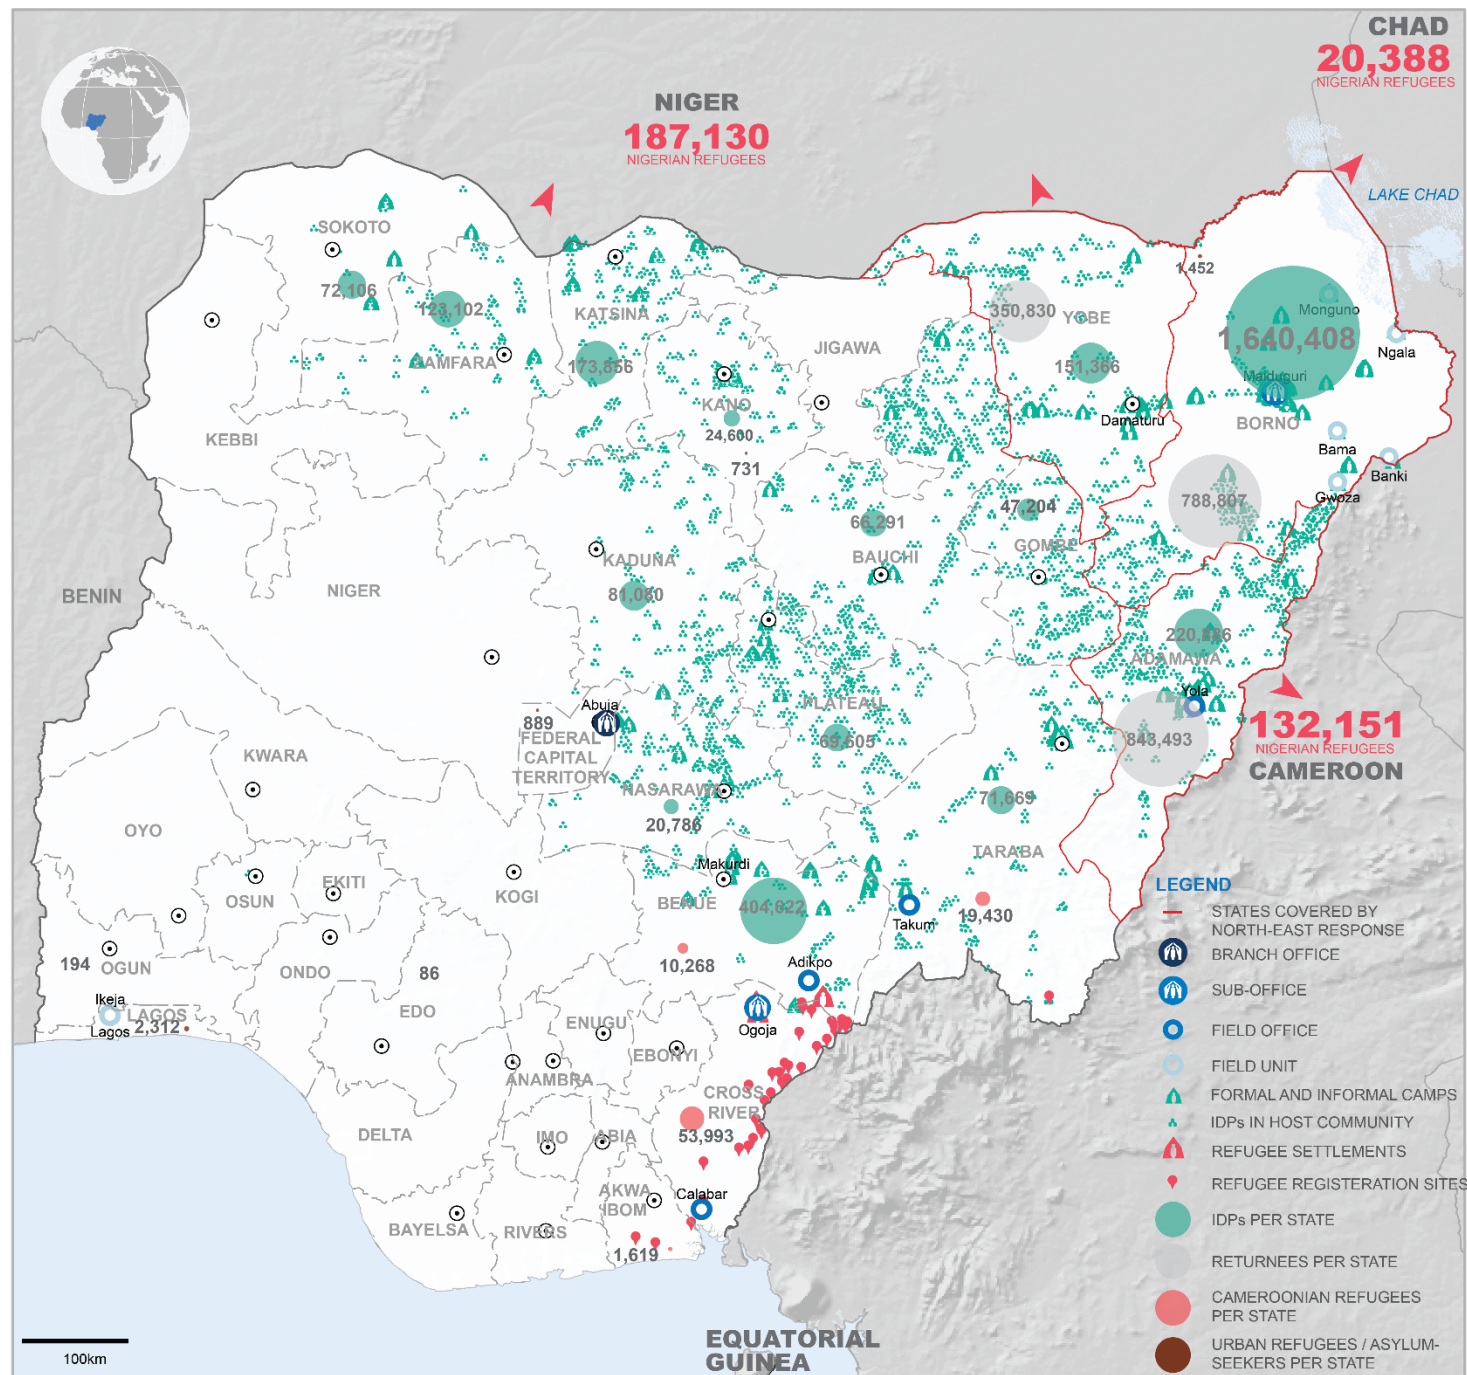 CHAD
20,388
NIGERIAN REFUGEES
NIGER
187,130
NIGERIAN REFUGEES
LAKE CHAD
SOKOTO
72,106
123,102
ZAMFARA
KATSINA
173,856
KANO
24,600
731
JIGAWA
350,830
YOBE
151,366
Damaturu
1,452
Monguno
1,640,408
Ngala
Maiduguri
BORNO
Bama
Banki
Gwoza
788,807
KEBBI
66,291
BAUCHI
47,204
GOMBE
KADUNA
81,080
NIGER
BENIN
220,886
ADAMAWA
Yola
843,493
132,151
NIGERIAN REFUGEES
CAMEROON
Abuja
889
FEDERAL
CAPITAL
TERRITORY
PLATEAU
69,605
KWARA
NASARAWA
20,786
71,669
TARABA
OYO
OSUN
EKITI
KOGI
Makurdi
BENUE
404,622
Takum
19,430
10,268
Adikpo
194
OGUN
ONDO
86
EDO
Ikeja
LAGOS
Lagos
2,312
ENUGU
EBONYI
Ogoja
ANAMBRA
CROSS
RIVER
53,993
DELTA
IMO
ABIA
AKWA
IBOM
Calabar
BAYELSA
RIVERS
1,619
EQUATORIAL
GUINEA
100km
LEGEND
STATES COVERED BY
NORTH-EAST RESPONSE
BRANCH OFFICE
SUB-OFFICE
FIELD OFFICE
FIELD UNIT
FORMAL AND INFORMAL CAMPS
IDPs IN HOST COMMUNITY
REFUGEE SETTLEMENTS
REFUGEE REGISTERATION SITES
IDPs PER STATE
RETURNEES PER STATE
CAMEROONIAN REFUGEES
PER STATE
URBAN REFUGEES / ASYLUM-
SEEKERS PER STATE